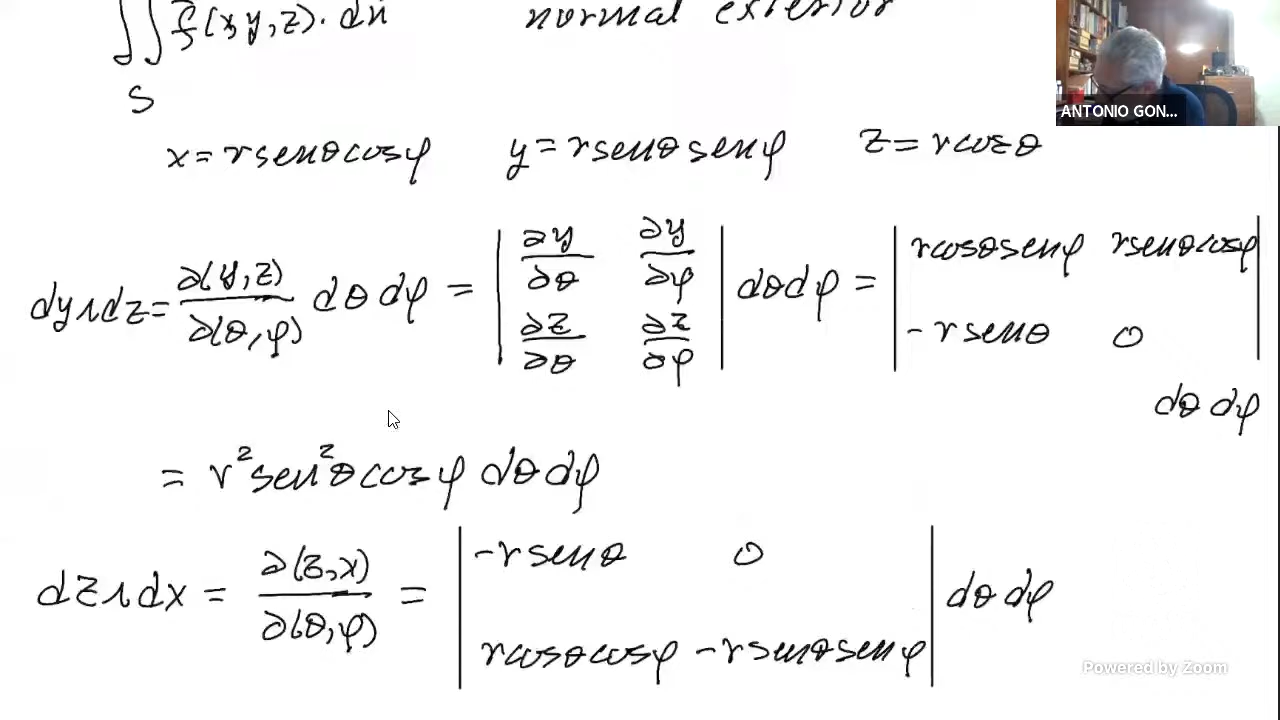 ∬ f̄(x,y,z)· dn̄ normal exterior
S
ANTONIO GON...
x = r senθ cosφ y = r senθ senφ z = r cosθ
dy∧dz = ∂(y,z)/∂(θ,φ) dθ dφ = | ∂y/∂θ ∂y/∂φ ; ∂z/∂θ ∂z/∂φ | dθ dφ = | r cosθ senφ r senθ cosφ ; - r senθ 0 |
dθ dφ
= r² sen²θ cosφ dθ dφ
dz∧dx = ∂(z,x)/∂(θ,φ) = | -r senθ 0 ; r cosθ cosφ -r senθ senφ | dθ dφ
Powered by Zoom